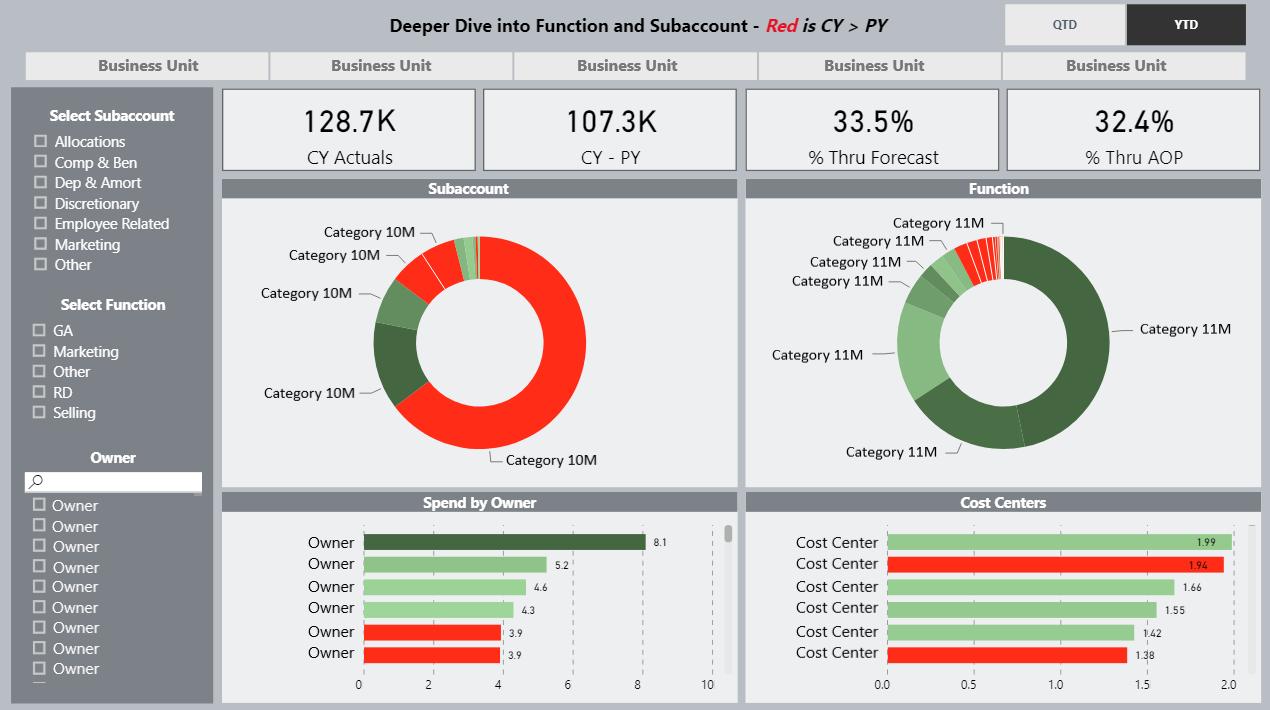 Deeper Dive into Function and Subaccount - Red is CY > PY
QTD
YTD
Business Unit
Business Unit
Business Unit
Business Unit
Business Unit
Select Subaccount
Allocations
Comp & Ben
Dep & Amort
Discretionary
Employee Related
Marketing
Other
Select Function
GA
Marketing
Other
RD
Selling
Owner
Owner
Owner
Owner
Owner
Owner
Owner
Owner
Owner
Owner
128.7K
CY Actuals
107.3K
CY - PY
33.5%
% Thru Forecast
32.4%
% Thru AOP
Subaccount
Category 10M
Category 10M
Category 10M
Category 10M
Category 10M
Function
Category 11M
Category 11M
Category 11M
Category 11M
Category 11M
Category 11M
Category 11M
Spend by Owner
Owner 8.1
Owner 5.2
Owner 4.6
Owner 4.3
Owner 3.9
Owner 3.9
0 2 4 6 8 10
Cost Centers
Cost Center 1.99
Cost Center 1.94
Cost Center 1.66
Cost Center 1.55
Cost Center 1.42
Cost Center 1.38
0.0 0.5 1.0 1.5 2.0